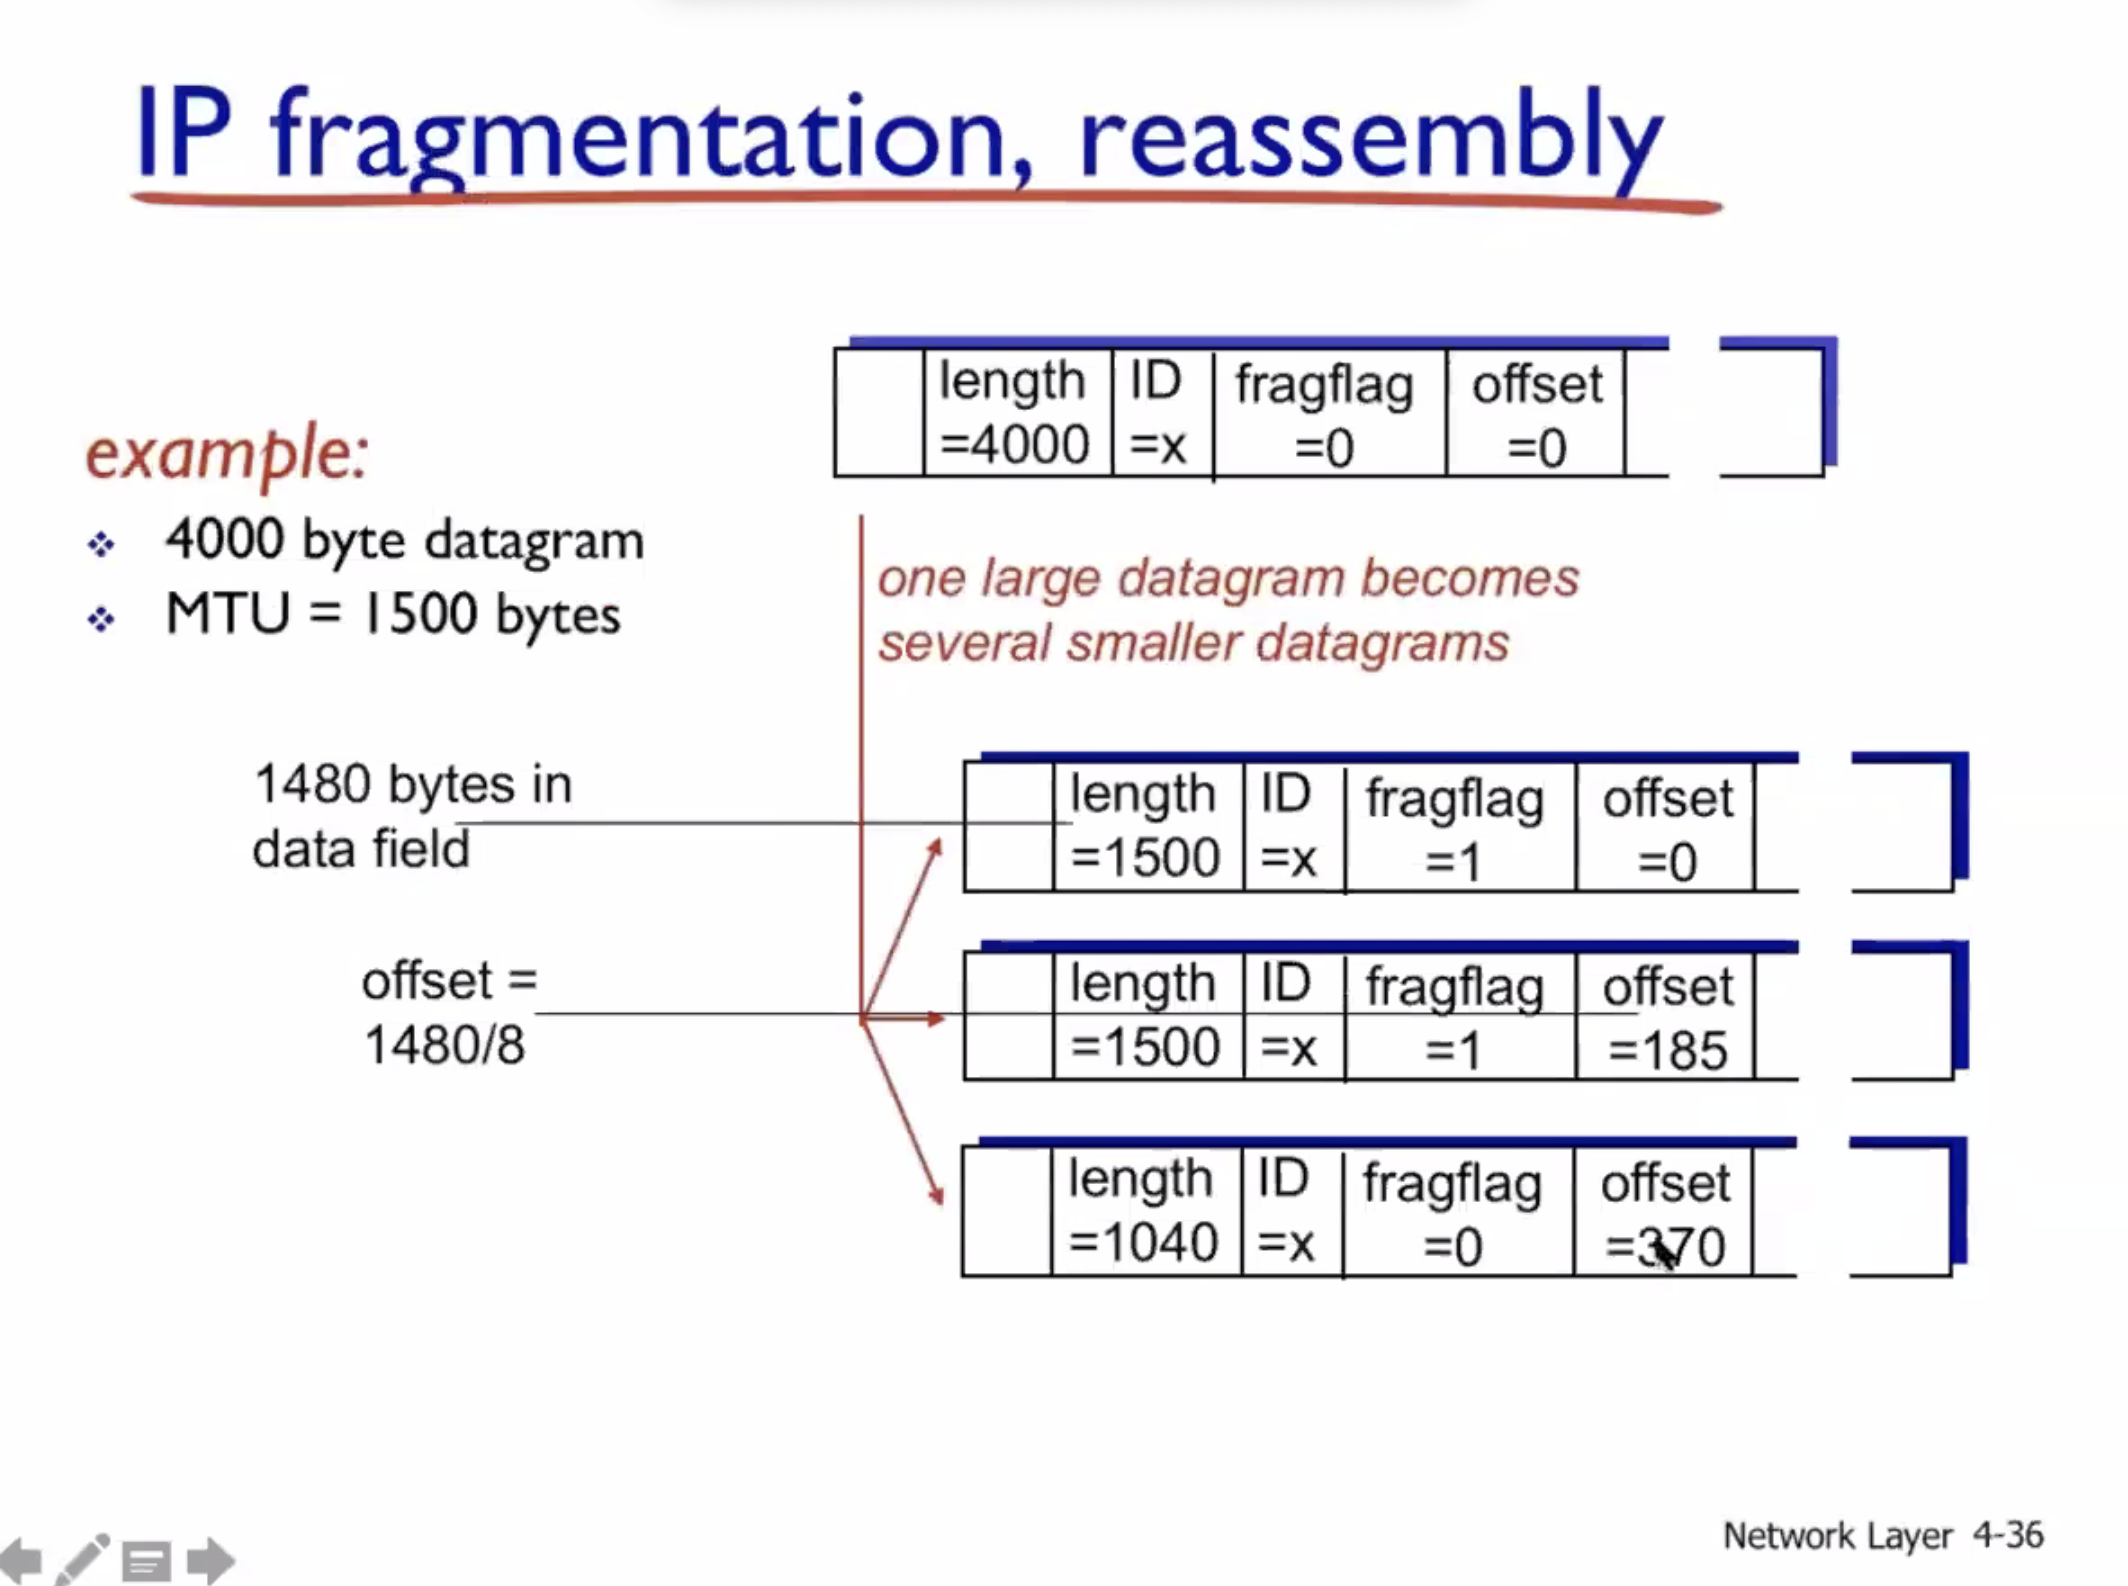 IP fragmentation, reassembly
example:
4000 byte datagram
MTU = 1500 bytes
length ID fragflag offset
=4000 =x =0 =0
one large datagram becomes
several smaller datagrams
1480 bytes in
data field
length ID fragflag offset
=1500 =x =1 =0
offset =
1480/8
length ID fragflag offset
=1500 =x =1 =185
length ID fragflag offset
=1040 =x =0 =370
Network Layer 4-36